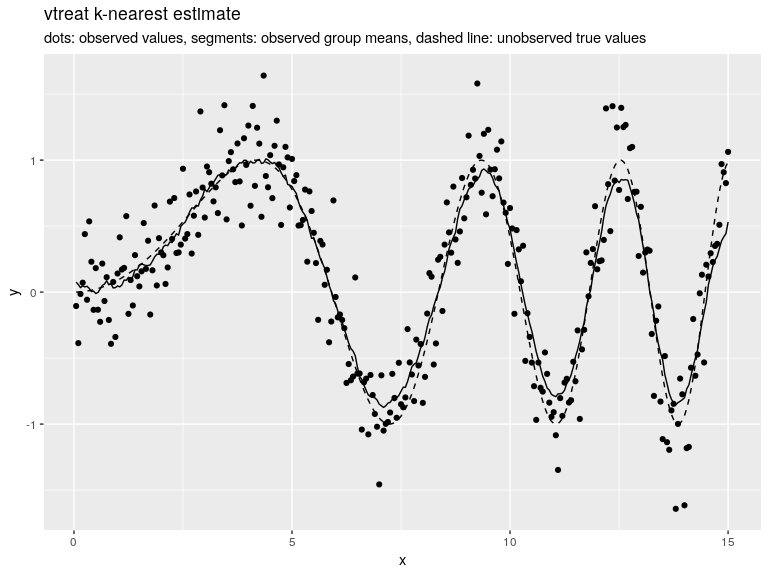 vtreat k-nearest estimate
dots: observed values, segments: observed group means, dashed line: unobserved true values
y
1
0
-1
0
5
10
15
x